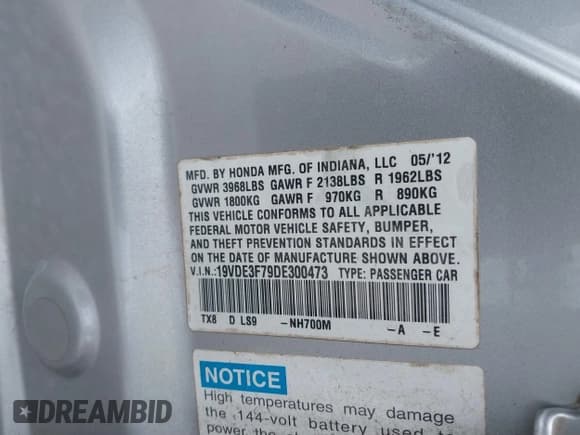 MFD. BY HONDA MFG. OF INDIANA, LLC 05/'12
GVWR 3968LBS GAWR F 2138LBS R 1962LBS
GVWR 1800KG GAWR F 970KG R 890KG
THIS VEHICLE CONFORMS TO ALL APPLICABLE
FEDERAL MOTOR VEHICLE SAFETY, BUMPER,
AND THEFT PREVENTION STANDARDS IN EFFECT
ON THE DATE OF MANUFACTURE SHOWN ABOVE.
V.I.N.: 19VDE3F79DE300473 TYPE: PASSENGER CAR
TX8 D LS9 -NH700M -A -E
NOTICE
High temperatures may damage
the 144-volt battery used to
power the
DREAMBID